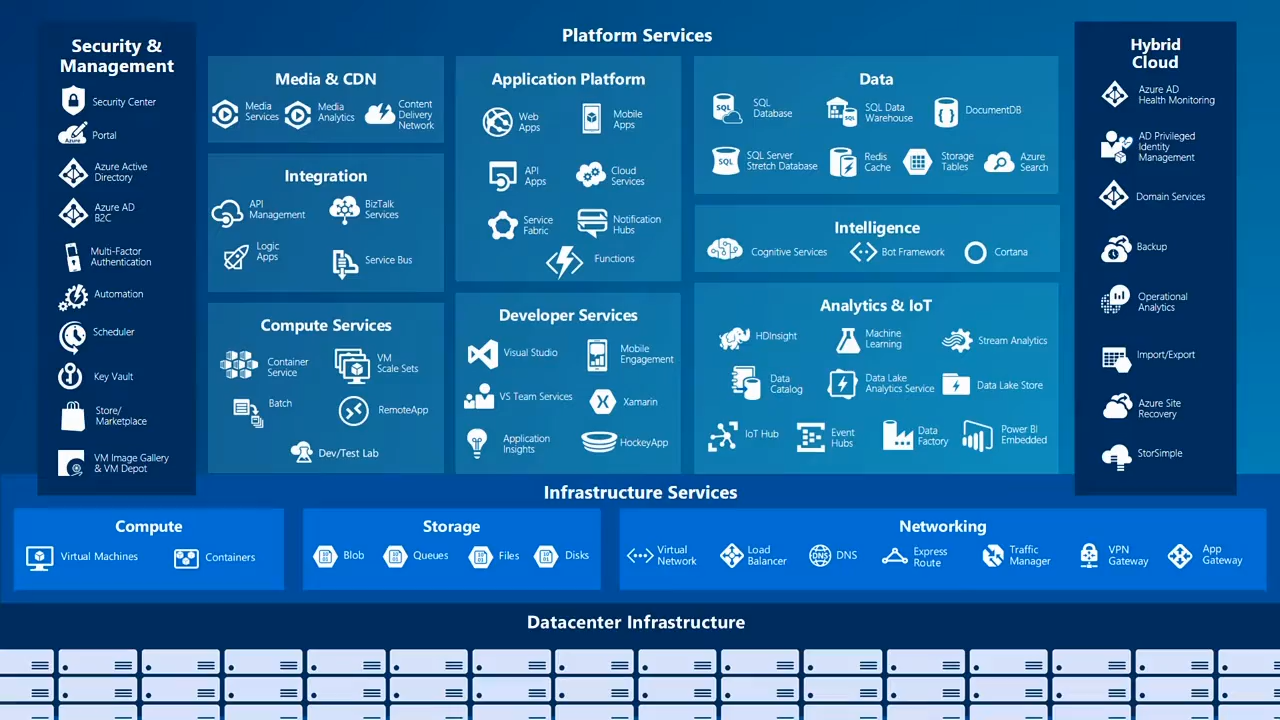 Security &
Management
Security Center
Azure
Portal
Azure Active
Directory
Azure AD
B2C
Multi-Factor
Authentication
Automation
Scheduler
Key Vault
Store/
Marketplace
VM Image Gallery
& VM Depot
Platform Services
Media & CDN
Media
Services
Media
Analytics
Content
Delivery
Network
Integration
API
Management
BizTalk
Services
Logic
Apps
Service Bus
Compute Services
Container
Service
VM
Scale Sets
Batch
RemoteApp
Dev/Test Lab
Application Platform
Web
Apps
Mobile
Apps
API
Apps
Cloud
Services
Service
Fabric
Notification
Hubs
Functions
Developer Services
Visual Studio
Mobile
Engagement
VS Team Services
Xamarin
Application
Insights
HockeyApp
Data
SQL
SQL
Database
SQL
SQL Data
Warehouse
DocumentDB
SQL
SQL Server
Stretch Database
Redis
Cache
Storage
Tables
Azure
Search
Intelligence
Cognitive Services
Bot Framework
Cortana
Analytics & IoT
HDInsight
Machine
Learning
Stream Analytics
Data
Catalog
Data Lake
Analytics Service
Data Lake Store
IoT Hub
Event
Hubs
Data
Factory
Power BI
Embedded
Hybrid
Cloud
Azure AD
Health Monitoring
AD Privileged
Identity
Management
Domain Services
Backup
Operational
Analytics
Import/Export
Azure Site
Recovery
StorSimple
Infrastructure Services
Compute
Virtual Machines
Containers
Storage
Blob
Queues
Files
Disks
Networking
Virtual
Network
Load
Balancer
DNS
DNS
Express
Route
Traffic
Manager
VPN
Gateway
App
Gateway
Datacenter Infrastructure